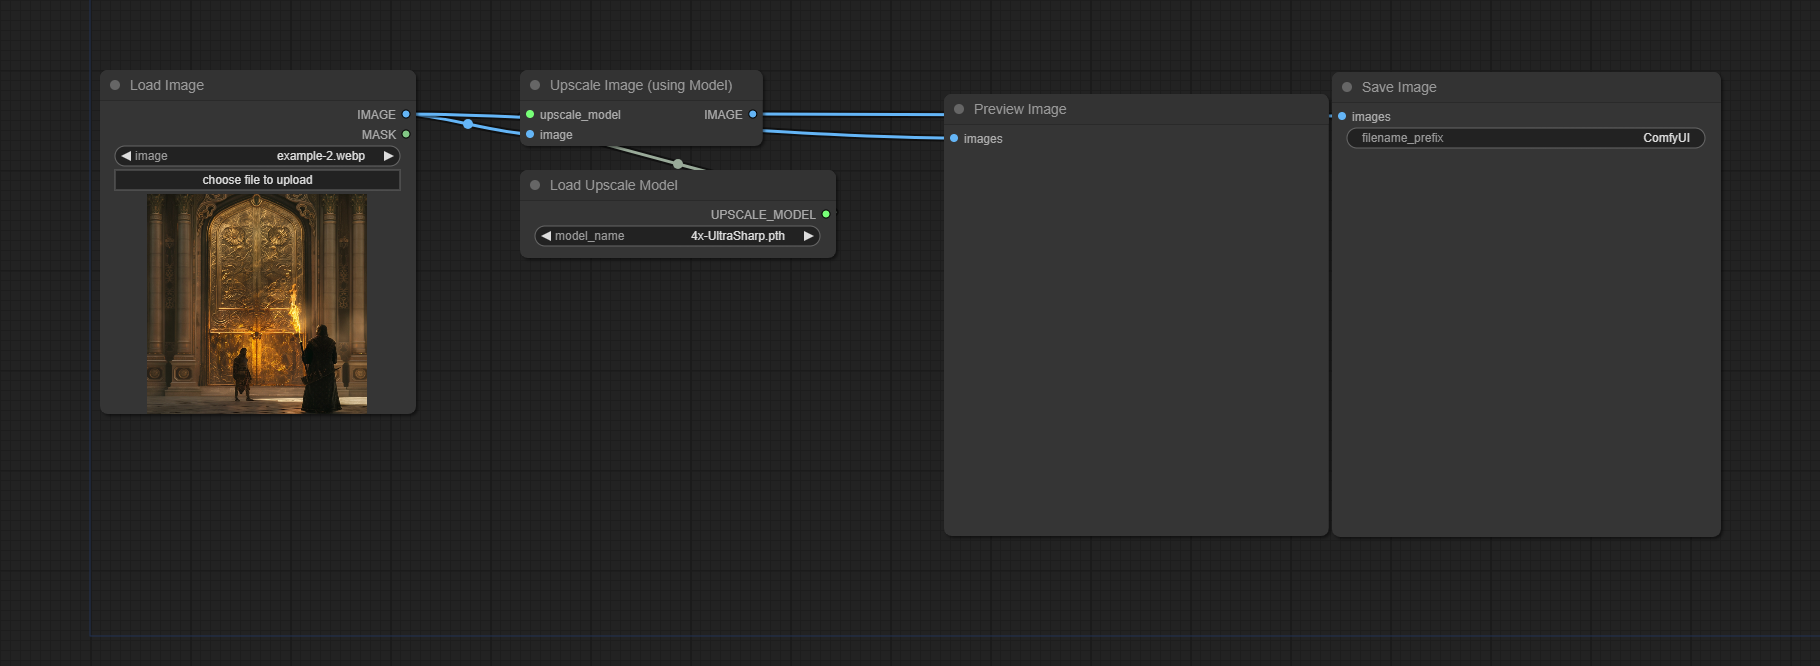 Load Image
IMAGE
MASK
image example-2.webp
choose file to upload
Upscale Image (using Model)
upscale_model IMAGE
image
Load Upscale Model
UPSCALE_MODEL
model_name 4x-UltraSharp.pth
Preview Image
images
Save Image
images
filename_prefix ComfyUI